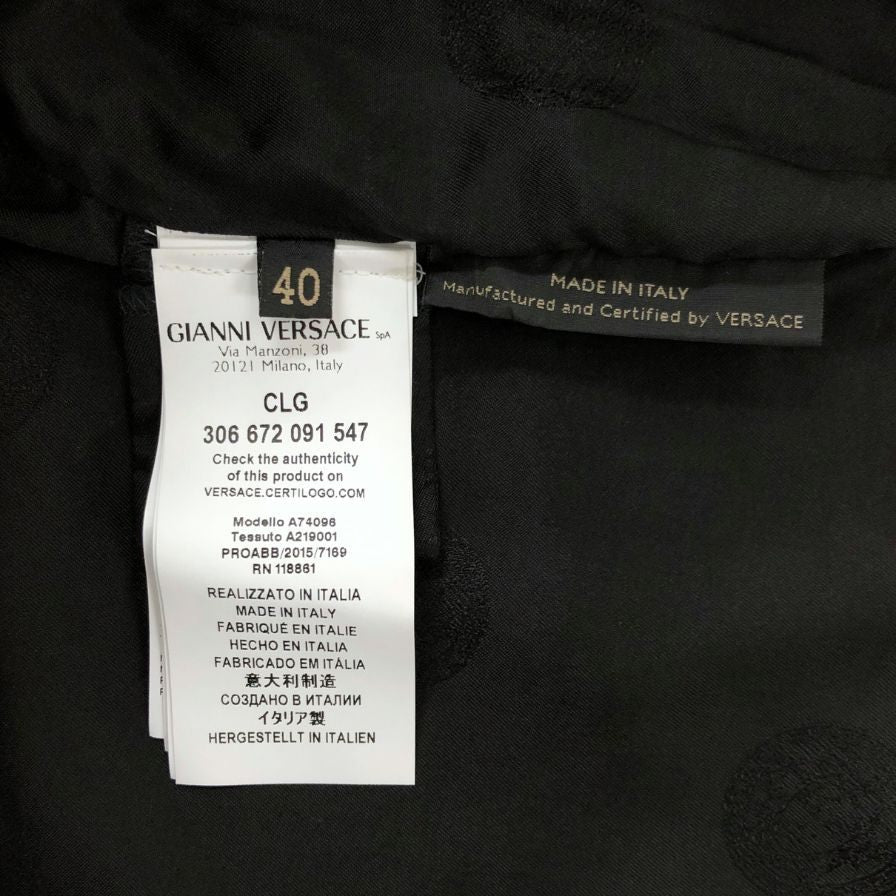 40
GIANNI VERSACE SpA
Via Manzoni, 38
20121 Milano, Italy
CLG
306 672 091 547
Check the authenticity
of this product on
VERSACE.CERTILOGO.COM
Modello A74096
Tessuto A219001
PROABB/2015/7169
RN 118861
REALIZZATO IN ITALIA
MADE IN ITALY
FABRIQUÉ EN ITALIE
HECHO EN ITALIA
FABRICADO EM ITÁLIA
意大利制造
СОЗДАНО В ИТАЛИИ
イタリア製
HERGESTELLT IN ITALIEN
MADE IN ITALY
Manufactured and Certified by VERSACE